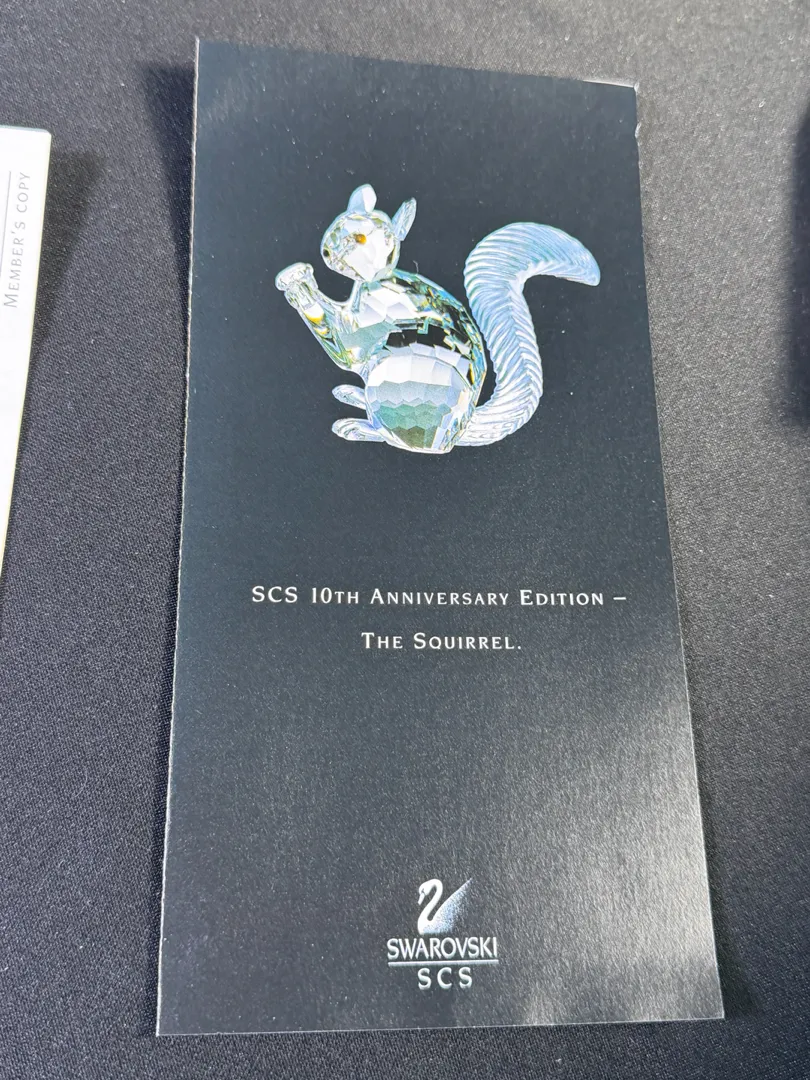 MEMBER'S COPY
SCS 10TH ANNIVERSARY EDITION –
THE SQUIRREL.
SWAROVSKI
SCS